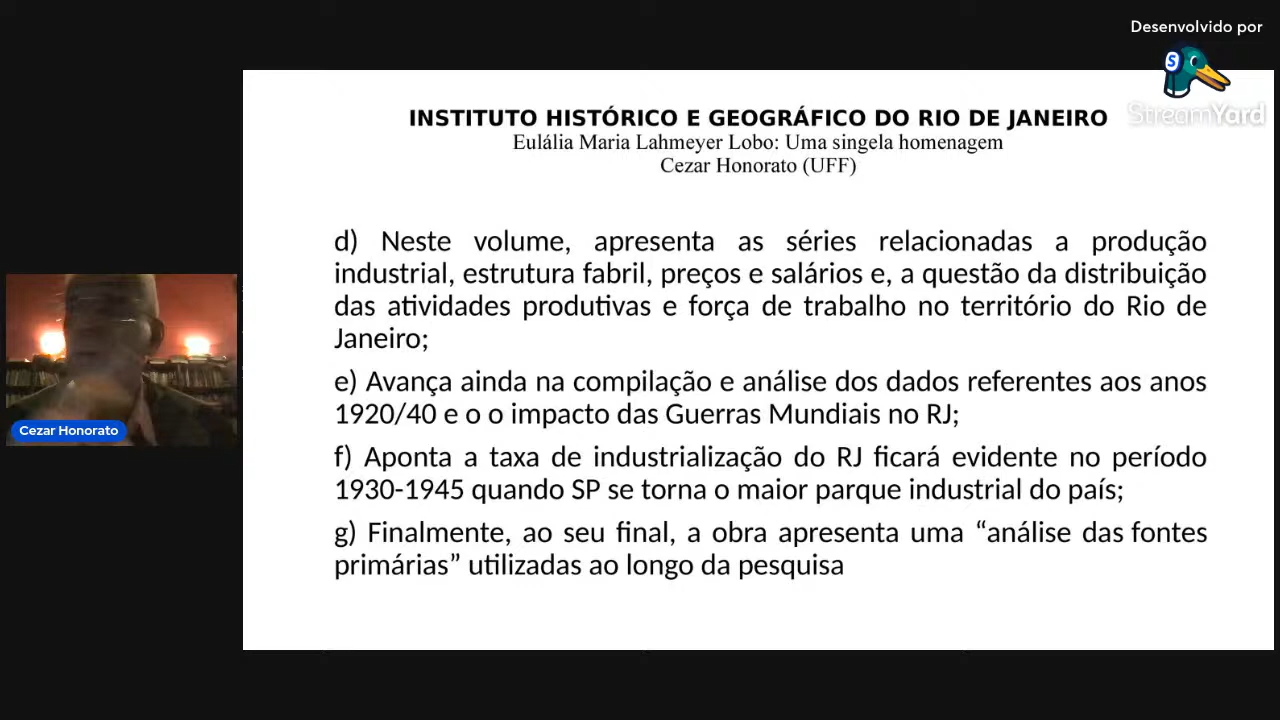 Desenvolvido por
StreamYard
INSTITUTO HISTÓRICO E GEOGRÁFICO DO RIO DE JANEIRO
Eulália Maria Lahmeyer Lobo: Uma singela homenagem
Cezar Honorato (UFF)
d) Neste volume, apresenta as séries relacionadas a produção
industrial, estrutura fabril, preços e salários e, a questão da distribuição
das atividades produtivas e força de trabalho no território do Rio de
Janeiro;
e) Avança ainda na compilação e análise dos dados referentes aos anos
1920/40 e o o impacto das Guerras Mundiais no RJ;
f) Aponta a taxa de industrialização do RJ ficará evidente no período
1930-1945 quando SP se torna o maior parque industrial do país;
g) Finalmente, ao seu final, a obra apresenta uma “análise das fontes
primárias” utilizadas ao longo da pesquisa
Cezar Honorato